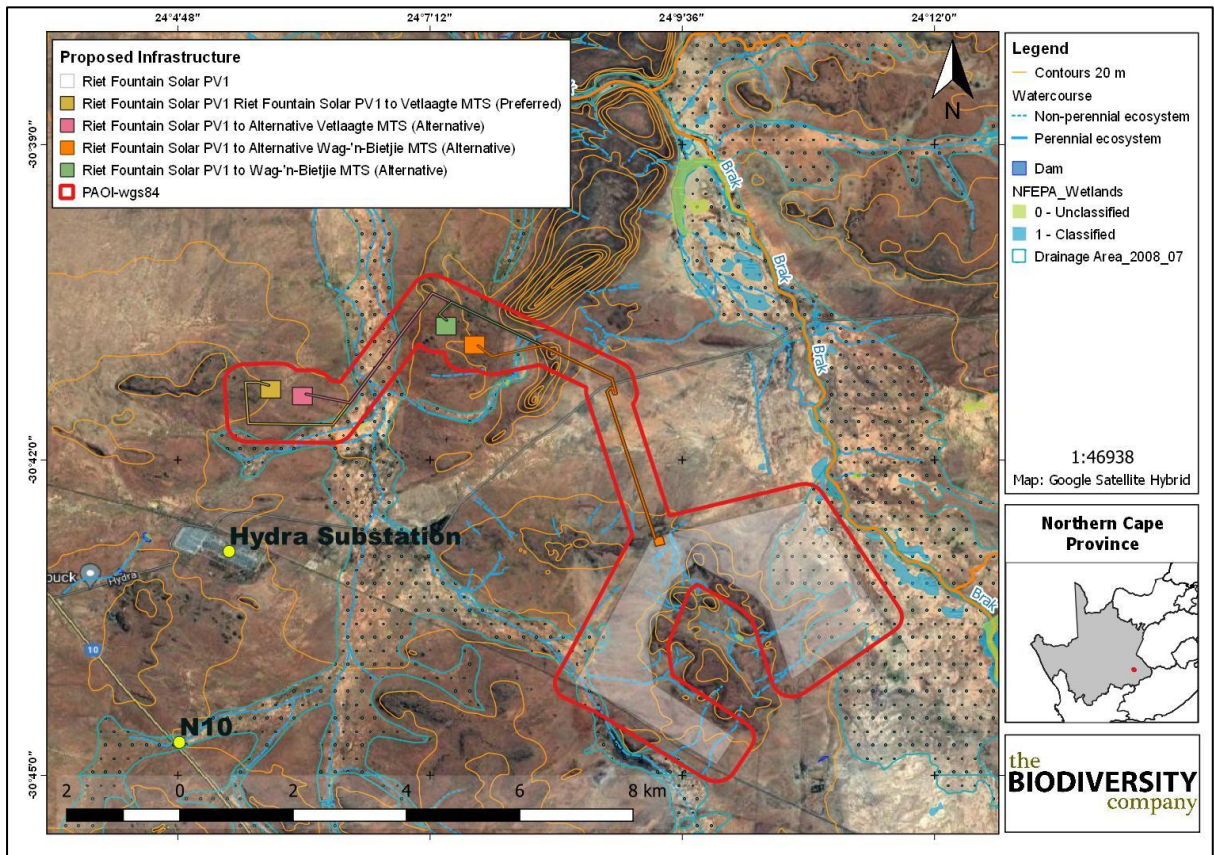 24°4'48"
24°7'12"
24°9'36"
24°12'0"
Proposed Infrastructure
Riet Fountain Solar PV1
Riet Fountain Solar PV1 Riet Fountain Solar PV1 to Vetlaagte MTS (Preferred)
Riet Fountain Solar PV1 to Alternative Vetlaagte MTS (Alternative)
Riet Fountain Solar PV1 to Alternative Wag-'n-Bietjie MTS (Alternative)
Riet Fountain Solar PV1 to Wag-'n-Bietjie MTS (Alternative)
PAOI-wgs84
N
-30°39'0"
-30°42'0"
-30°45'0"
Brak
Brak
Brak
Brak
Brak
Hydra Substation
Hydra
buck
10
N10
2
0
2
4
6
8 km
Legend
Contours 20 m
Watercourse
Non-perennial ecosystem
Perennial ecosystem
Dam
NFEPA_Wetlands
0 - Unclassified
1 - Classified
Drainage Area_2008_07
1:46938
Map: Google Satellite Hybrid
Northern Cape
Province
the
BIODIVERSITY
company